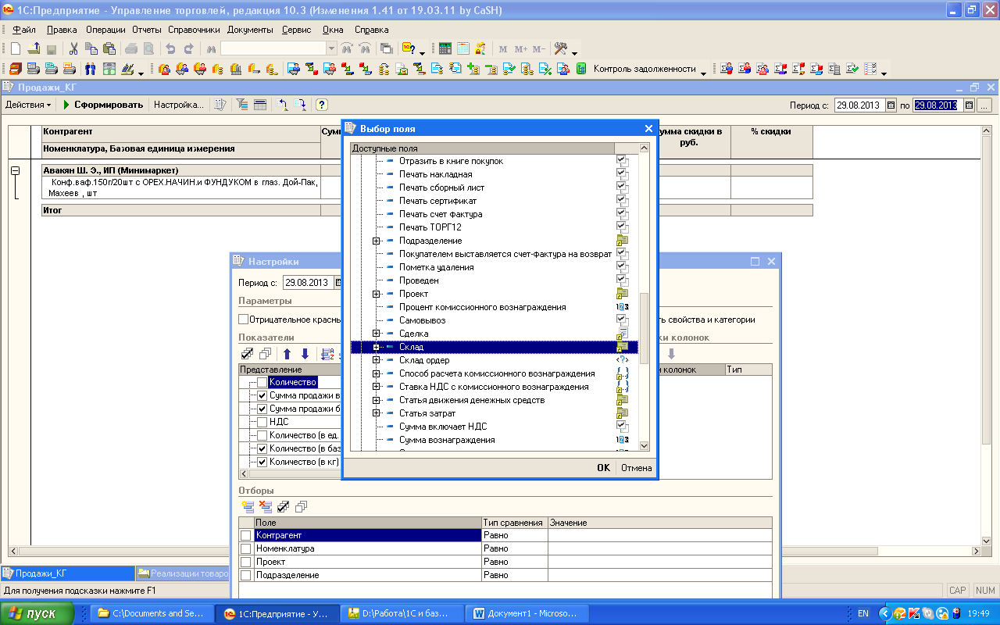 1С:Предприятие - Управление торговлей, редакция 10.3 (Изменения 1.41 от 19.03.11 by CaSH)
Файл Правка Операции Отчеты Справочники Документы Сервис Окна Справка
М М+ М−
Контроль задолженности
Продажи_КГ
Действия Сформировать Настройка... Период с: 29.08.2013 по 29.08.2013 ...
Контрагент
Номенклатура, Базовая единица измерения
руб.
% скидки
Авакян Ш. Э., ИП (Минимаркет)
Конф.ваф.150г/20шт с ОРЕХ.НАЧИН.и ФУНДУКОМ в глаз. Дой-Пак,
Махеев , шт
Итог
Выбор поля
Доступные поля
Отразить в книге покупок
Печать накладная
Печать сборный лист
Печать сертификат
Печать счет фактура
Печать ТОРГ12
Подразделение
Покупателем выставляется счет-фактура на возврат
Пометка удаления
Проведен
Проект
Процент комиссионного вознаграждения
Самовывоз
Сделка
Склад
Склад ордер
Способ расчета комиссионного вознаграждения
Ставка НДС с комиссионного вознаграждения
Статья движения денежных средств
Статья затрат
Сумма включает НДС
Сумма вознаграждения
OK Отмена
Настройки
Период с: 29.08.2013
Параметры
Отрицательное красн
свойства и категории
Показатели
колонок
Представление
колонок Тип
Количество
Сумма продажи в
Сумма продажи б
НДС
Количество (в ед.
Количество (в баз
Количество (в кг)
Отборы
Поле Тип сравнения Значение
Контрагент Равно
Номенклатура Равно
Проект Равно
Подразделение Равно
Продажи_КГ Реализации товаро
Для получения подсказки нажмите F1 CAP NUM
пуск C:\Documents and Se... 1С:Предприятие - У... D:\Работа\1С и баз... Документ1 - Microso... EN 19:49